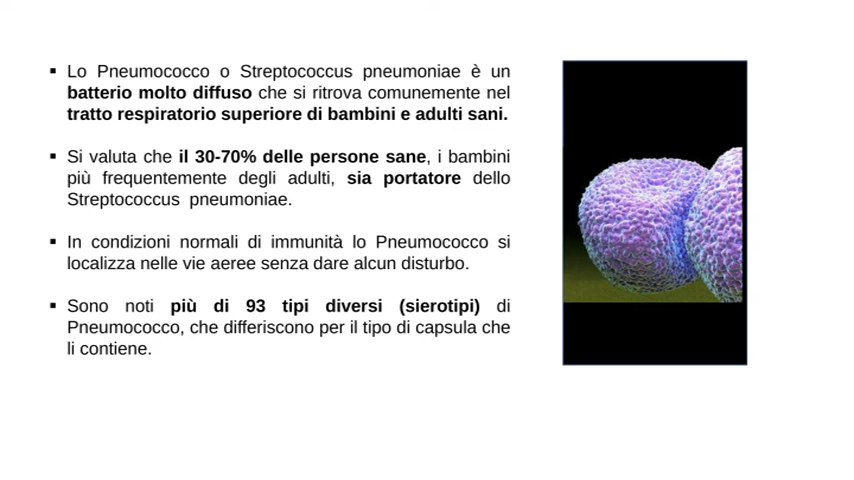 ▪ Lo Pneumococco o Streptococcus pneumoniae è un
batterio molto diffuso che si ritrova comunemente nel
tratto respiratorio superiore di bambini e adulti sani.
▪ Si valuta che il 30-70% delle persone sane, i bambini
più frequentemente degli adulti, sia portatore dello
Streptococcus pneumoniae.
▪ In condizioni normali di immunità lo Pneumococco si
localizza nelle vie aeree senza dare alcun disturbo.
▪ Sono noti più di 93 tipi diversi (sierotipi) di
Pneumococco, che differiscono per il tipo di capsula che
li contiene.